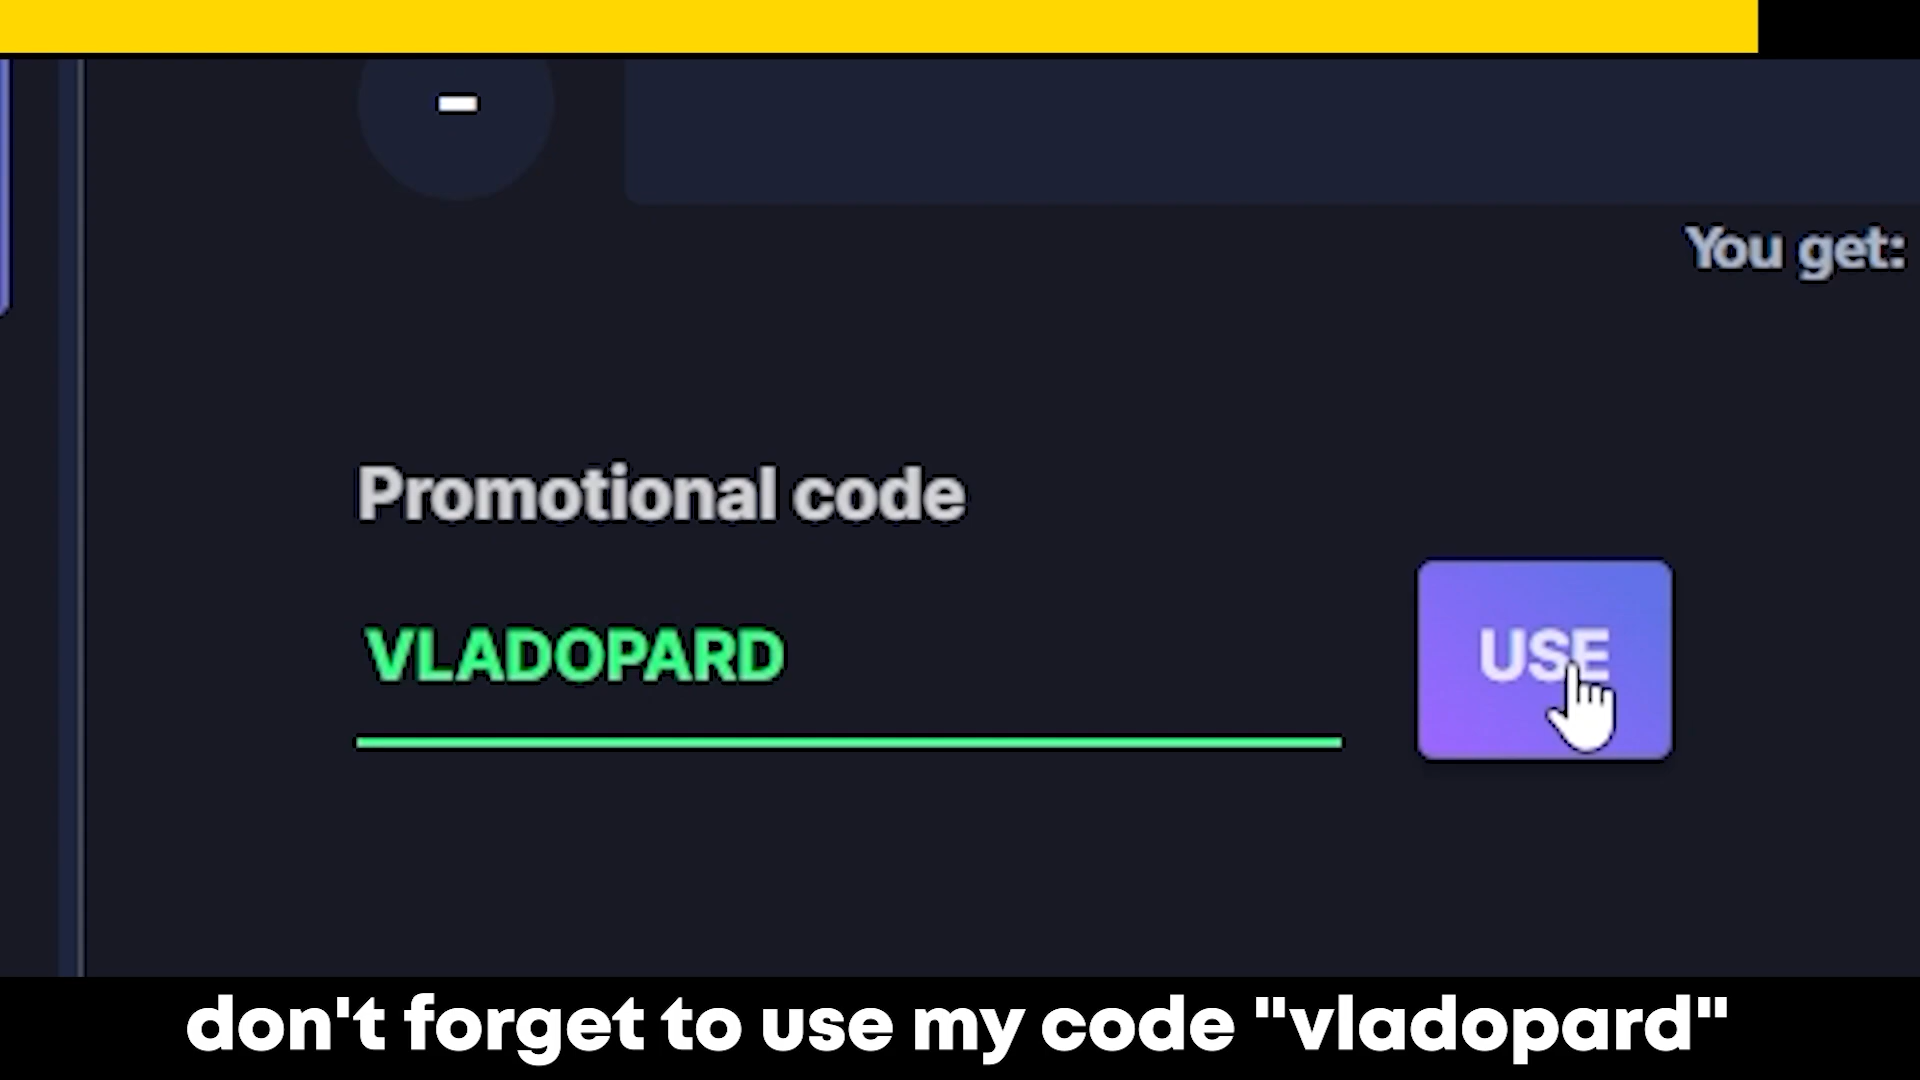 You get:
Promotional code
VLADOPARD
USE
don't forget to use my code "vladopard"